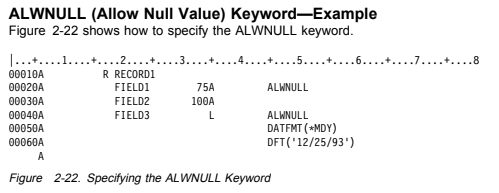 ALWNULL (Allow Null Value) Keyword—Example
Figure 2-22 shows how to specify the ALWNULL keyword.
|...+....1....+....2....+....3....+....4....+....5....+....6....+....7....+....8
00010A R RECORD1
00020A FIELD1 75A ALWNULL
00030A FIELD2 100A
00040A FIELD3 L ALWNULL
00050A DATFMT(*MDY)
00060A DFT('12/25/93')
A
Figure 2-22. Specifying the ALWNULL Keyword